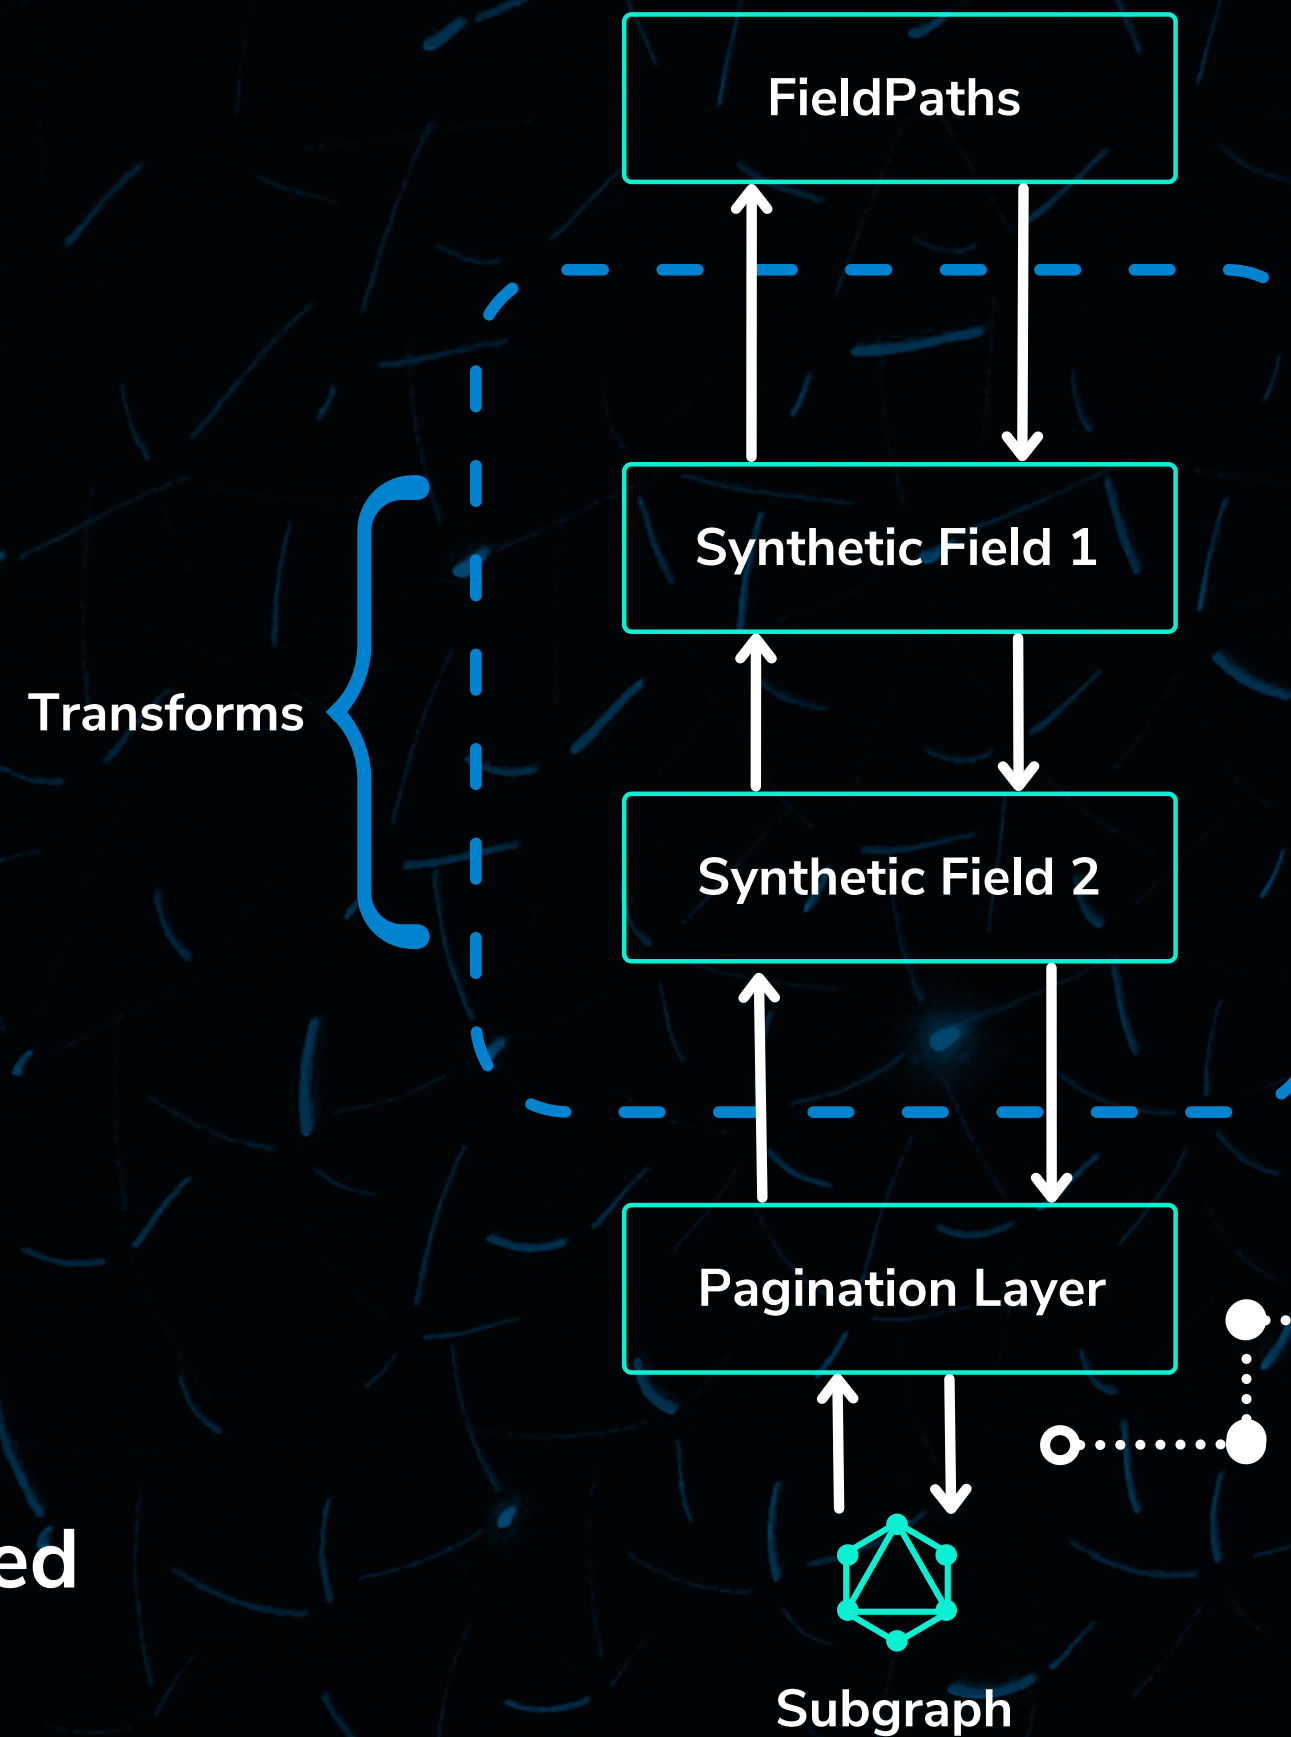 FieldPaths
Synthetic Field 1
Transforms
Synthetic Field 2
Pagination Layer
ed
Subgraph